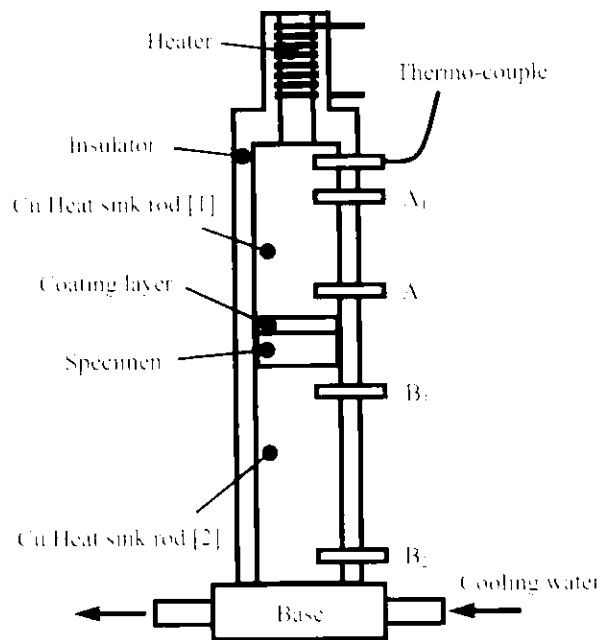 Heater
Thermo-couple
Insulator
Cu Heat sink rod [1]
A₁
Coating layer
A
Specimen
B₁
Cu Heat sink rod [2]
B₂
Cooling water
Base